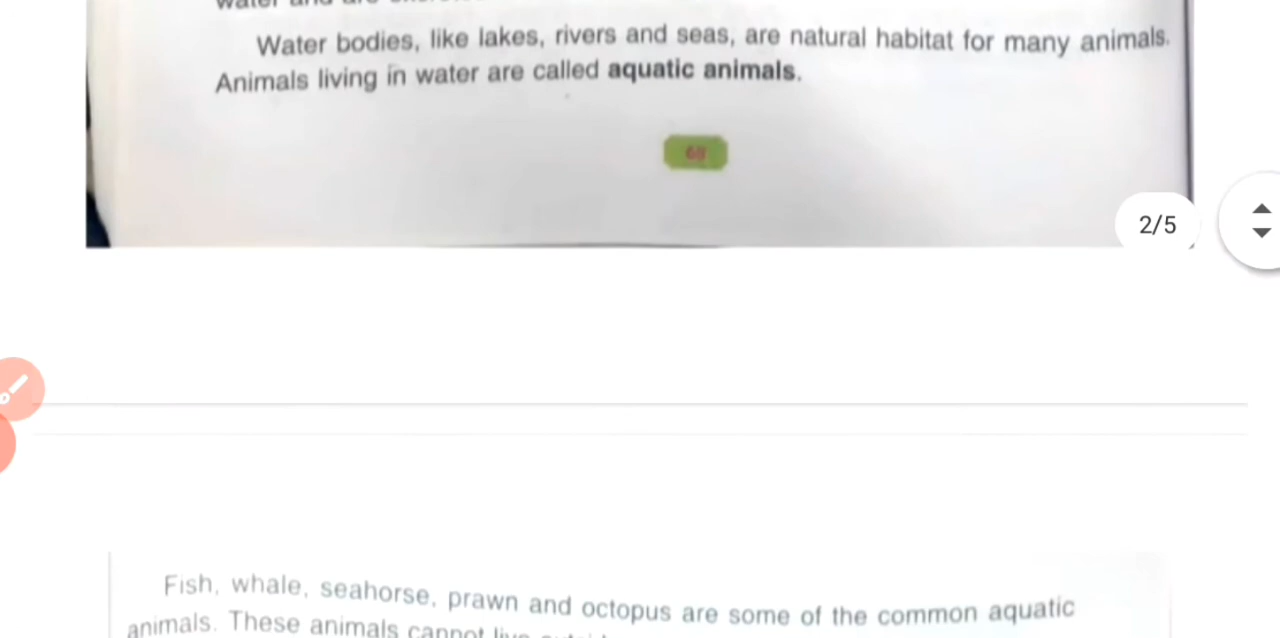 Water bodies, like lakes, rivers and seas, are natural habitat for many animals.
Animals living in water are called aquatic animals.
2/5
Fish, whale, seahorse, prawn and octopus are some of the common aquatic
animals. These animals cannot live